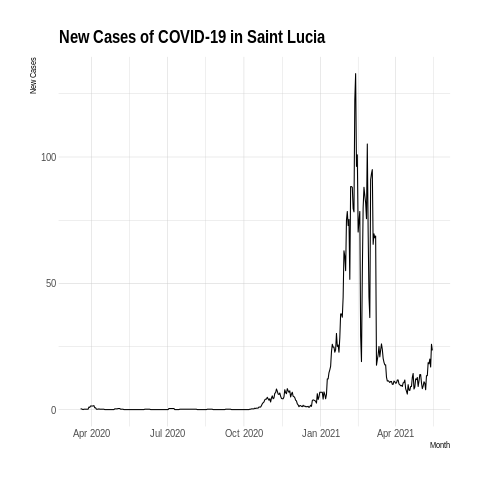 New Cases of COVID-19 in Saint Lucia
New Cases
100
50
0
Apr 2020 Jul 2020 Oct 2020 Jan 2021 Apr 2021
Month